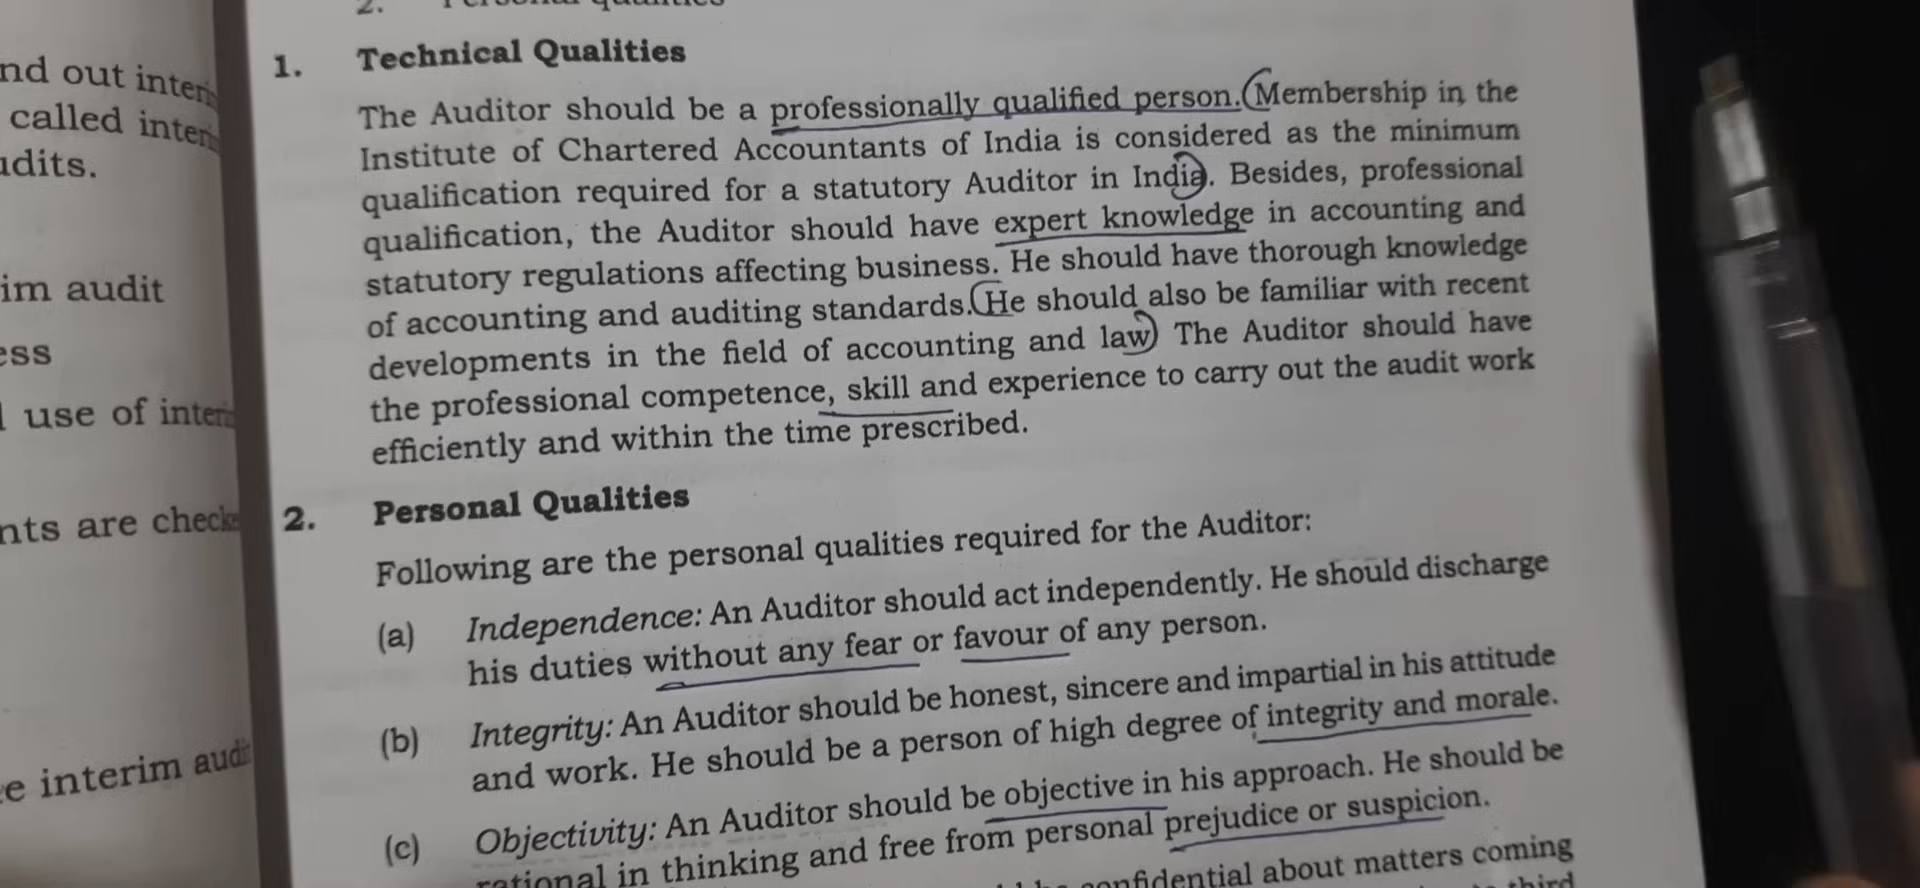 nd out
called
udits.
im audit
ess
use of
nts are
e interim
2. Personal qualities
1. Technical Qualities
The Auditor should be a professionally qualified person. Membership in the
Institute of Chartered Accountants of India is considered as the minimum
qualification required for a statutory Auditor in India. Besides, professional
qualification, the Auditor should have expert knowledge in accounting and
statutory regulations affecting business. He should have thorough knowledge
of accounting and auditing standards. He should also be familiar with recent
developments in the field of accounting and law) The Auditor should have
the professional competence, skill and experience to carry out the audit work
efficiently and within the time prescribed.
2. Personal Qualities
Following are the personal qualities required for the Auditor:
(a) Independence: An Auditor should act independently. He should discharge
his duties without any fear or favour of any person.
(b) Integrity: An Auditor should be honest, sincere and impartial in his attitude
and work. He should be a person of high degree of integrity and morale.
(c) Objectivity: An Auditor should be objective in his approach. He should be
rational in thinking and free from personal prejudice or suspicion.
confidential about matters coming
third